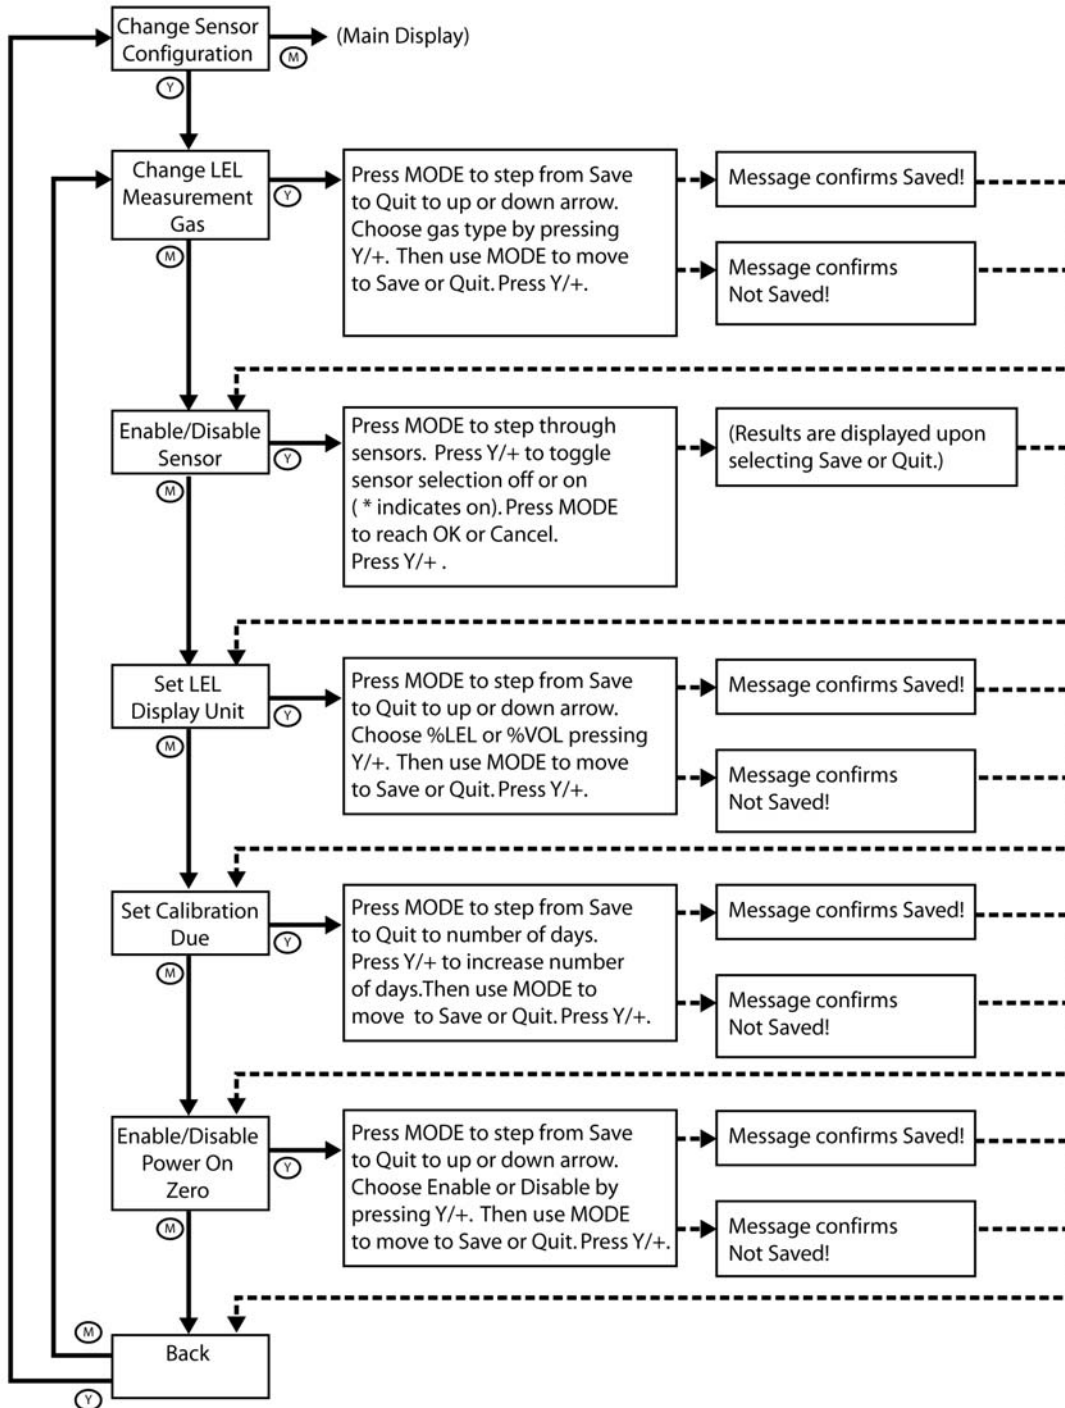 Change Sensor
Configuration
M
(Main Display)
Y
Change LEL
Measurement
Gas
Y
M
Press MODE to step from Save
to Quit to up or down arrow.
Choose gas type by pressing
Y/+. Then use MODE to move
to Save or Quit. Press Y/+.
Message confirms Saved!
Message confirms
Not Saved!
Enable/Disable
Sensor
Y
M
Press MODE to step through
sensors. Press Y/+ to toggle
sensor selection off or on
( * indicates on). Press MODE
to reach OK or Cancel.
Press Y/+ .
(Results are displayed upon
selecting Save or Quit.)
Set LEL
Display Unit
Y
M
Press MODE to step from Save
to Quit to up or down arrow.
Choose %LEL or %VOL pressing
Y/+. Then use MODE to move
to Save or Quit. Press Y/+.
Message confirms Saved!
Message confirms
Not Saved!
Set Calibration
Due
Y
M
Press MODE to step from Save
to Quit to number of days.
Press Y/+ to increase number
of days.Then use MODE to
move to Save or Quit. Press Y/+.
Message confirms Saved!
Message confirms
Not Saved!
Enable/Disable
Power On
Zero
Y
M
Press MODE to step from Save
to Quit to up or down arrow.
Choose Enable or Disable by
pressing Y/+. Then use MODE
to move to Save or Quit. Press Y/+.
Message confirms Saved!
Message confirms
Not Saved!
M
Back
Y